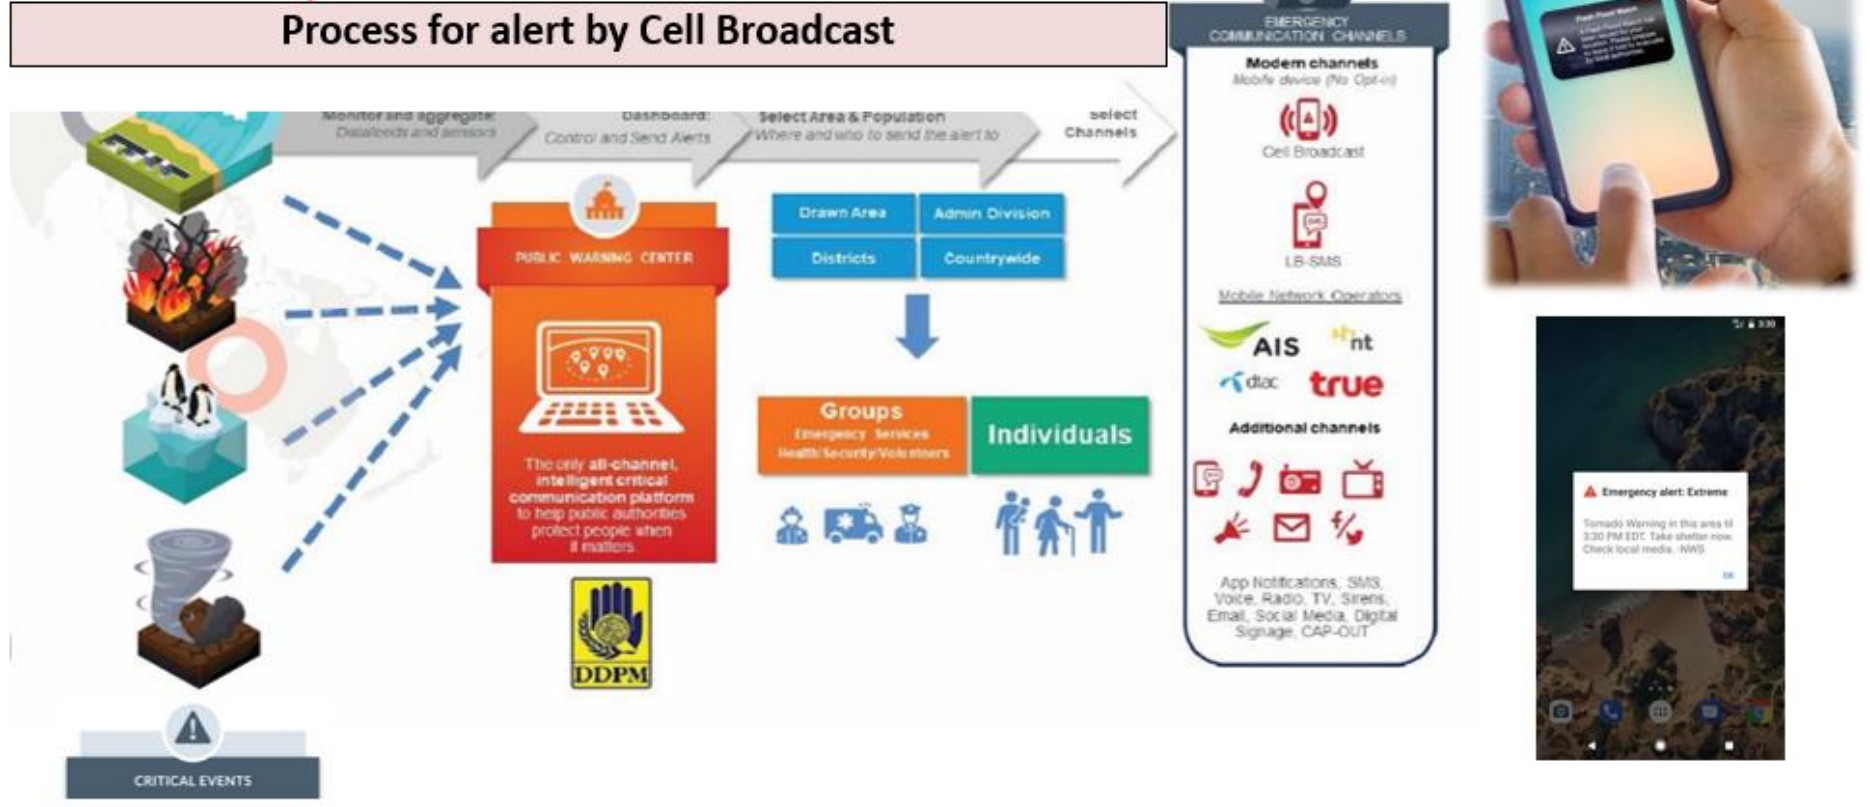 Process for alert by Cell Broadcast
Monitor and aggregate:
Datafeeds and sensors
Dashboard:
Control and Send Alerts
Select Area & Population
Where and who to send the alert to
Select
Channels
EMERGENCY
COMMUNICATION CHANNELS
Modern channels
Mobile device (No Opt-in)
Cell Broadcast
LB-SMS
Mobile Network Operators
AIS
nt
dtac
true
Additional channels
App Notifications, SMS,
Voice, Radio, TV, Sirens,
Email, Social Media, Digital
Signage, CAP-OUT
PUBLIC WARNING CENTER
The only all-channel,
intelligent critical
communication platform
to help public authorities
protect people when
it matters.
DDPM
Drawn Area
Admin Division
Districts
Countrywide
Groups
Emergency Services
Health/Security/Volunteers
Individuals
CRITICAL EVENTS
Flash Flood Watch
3:30
Emergency alert: Extreme
Tornado Warning in this area til
3:30 PM EDT. Take shelter now.
Check local media. -NWS
OK